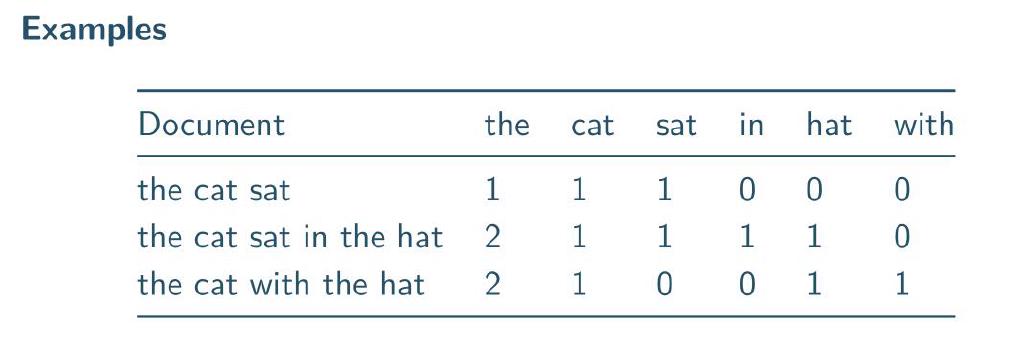 Examples
Document the cat sat in hat with
the cat sat 1 1 1 0 0 0
the cat sat in the hat 2 1 1 1 1 0
the cat with the hat 2 1 0 0 1 1